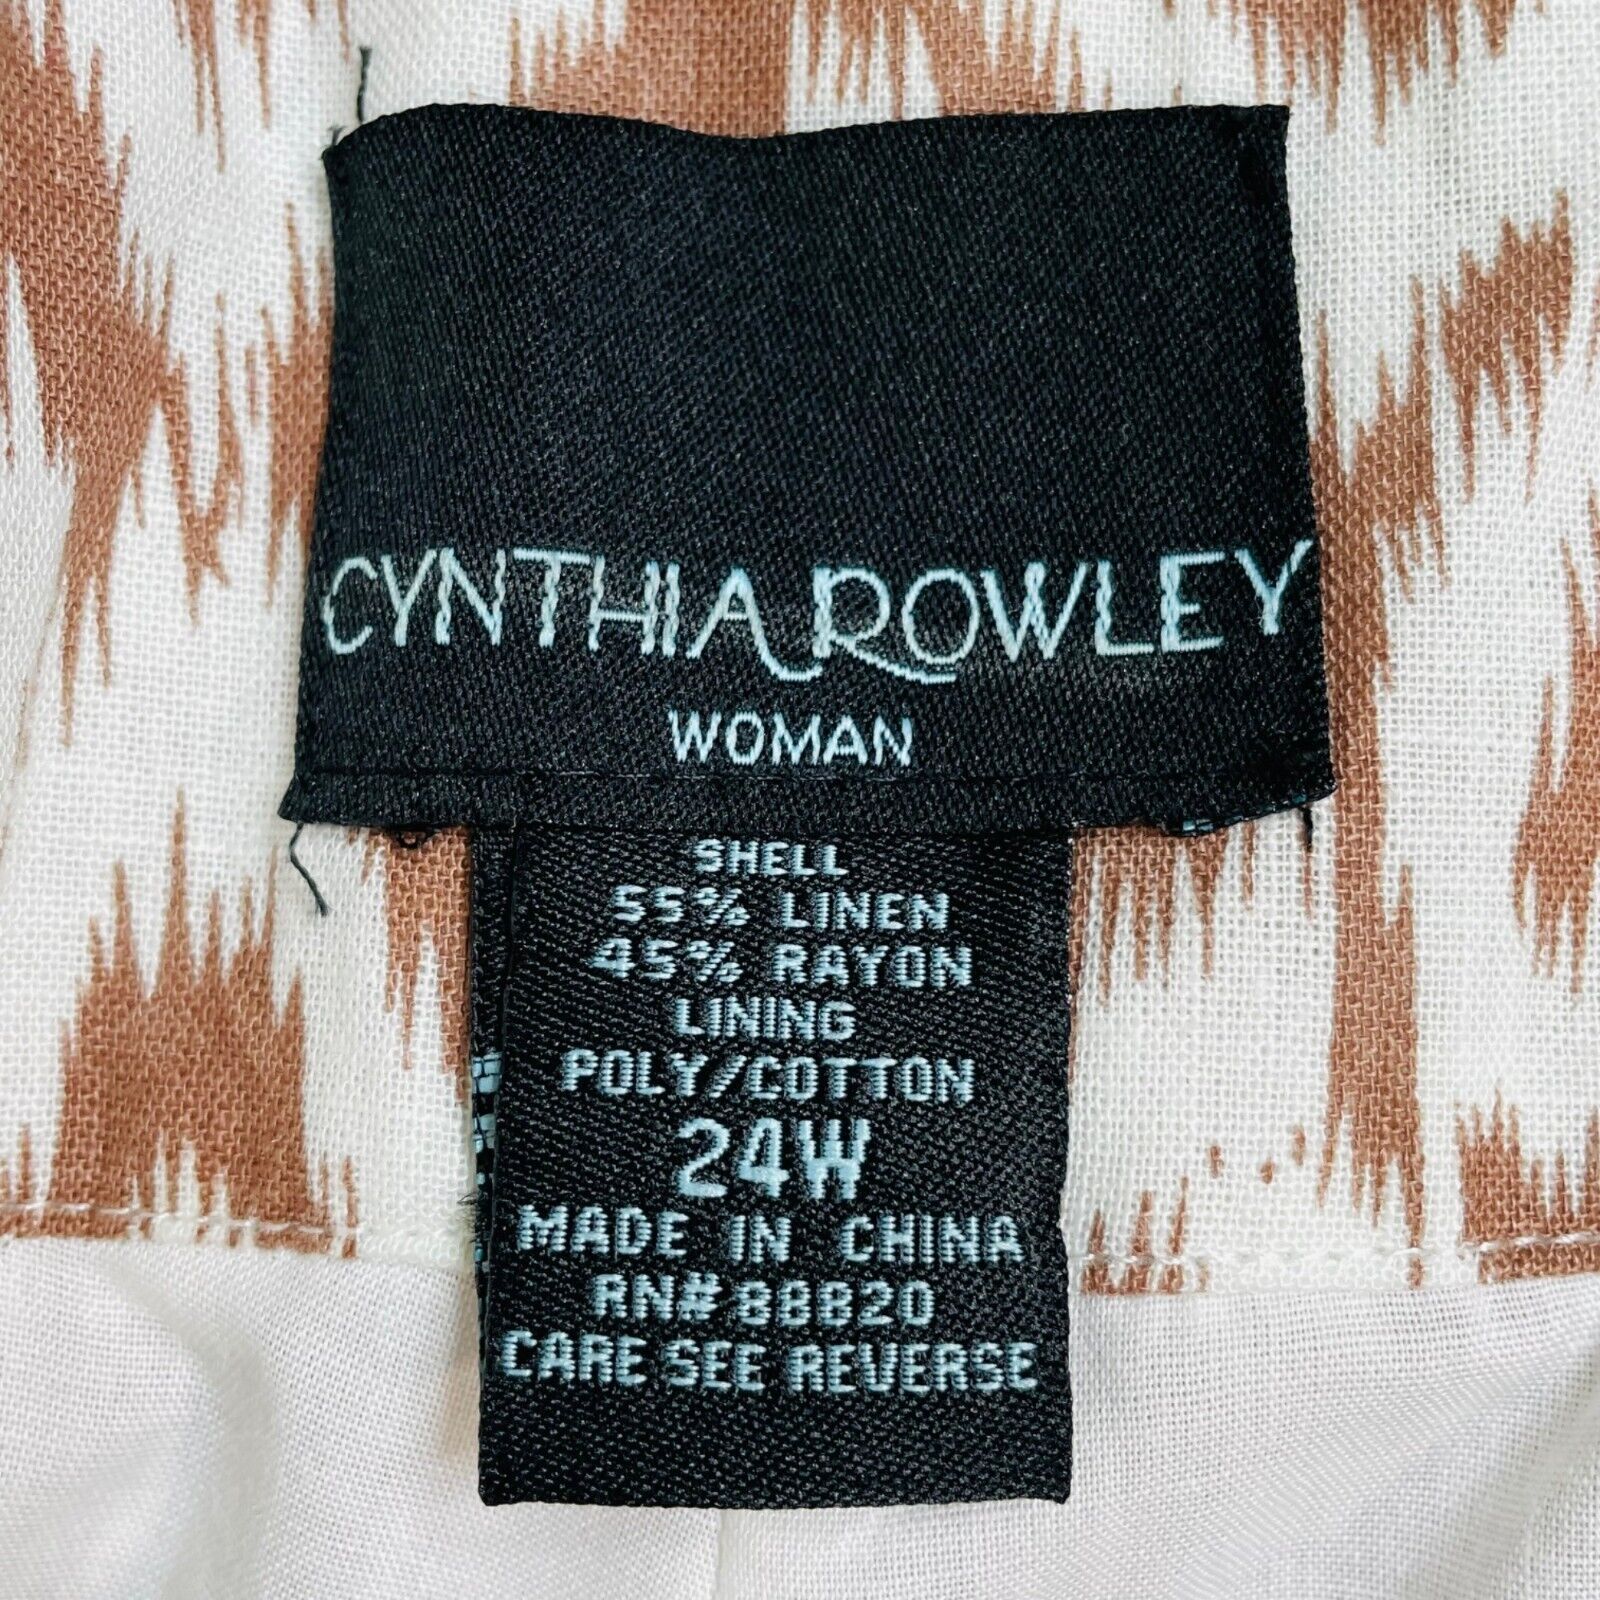 CYNTHIA ROWLEY
WOMAN
SHELL
55% LINEN
45% RAYON
LINING
POLY/COTTON
24W
MADE IN CHINA
RN# 88820
CARE SEE REVERSE